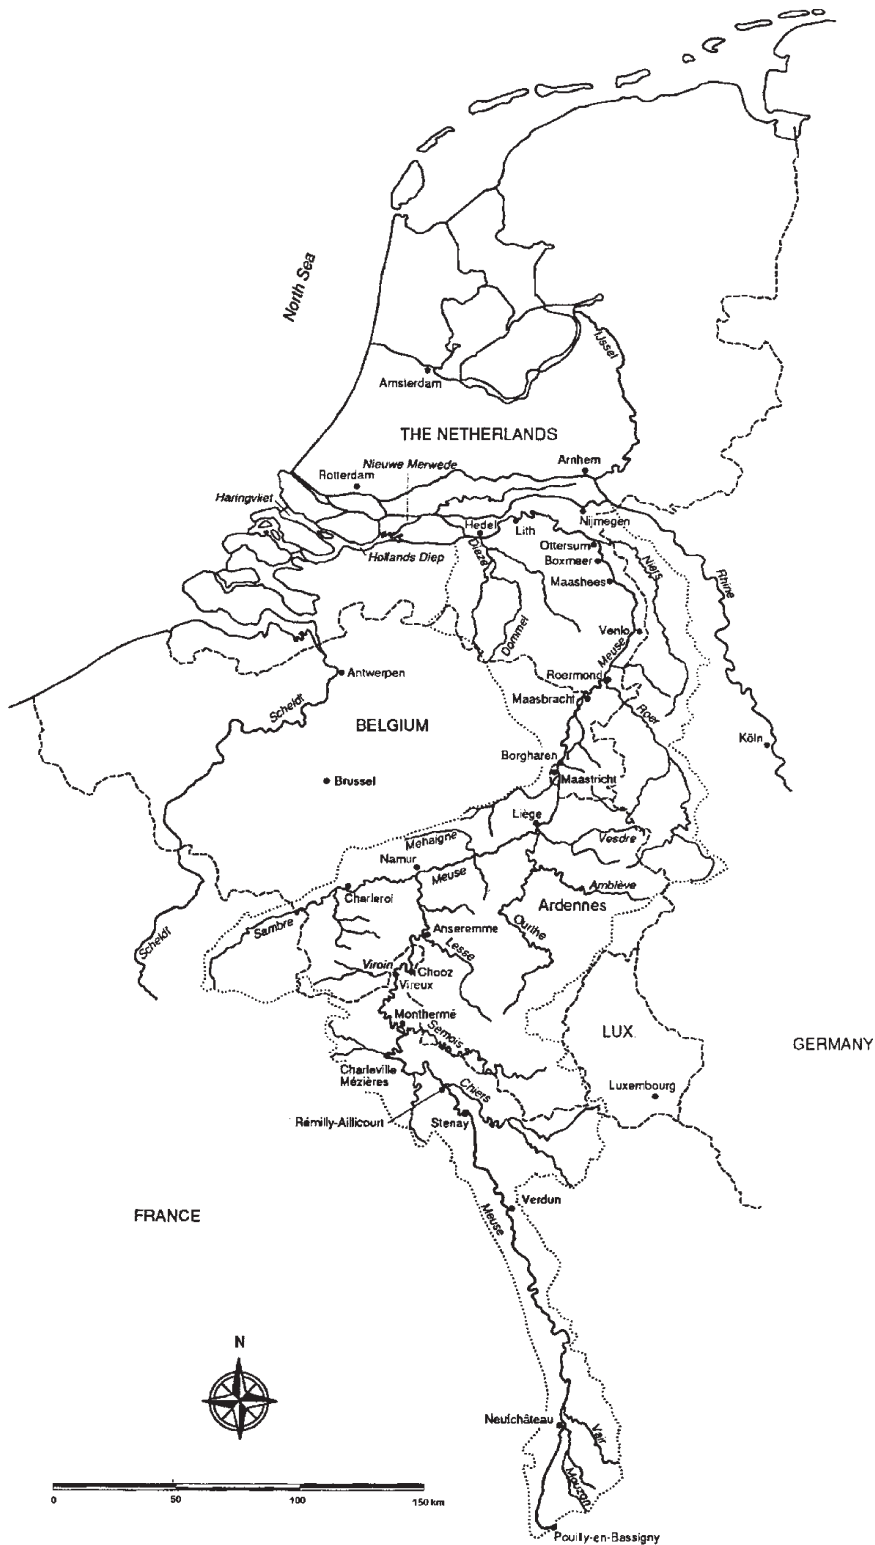 North Sea
IJssel
Amsterdam
THE NETHERLANDS
Arnhem
Nieuwe Merwede
Rotterdam
Haringvliet
Nijmegen
Hedel
Lith
Hollands Diep
Dieze
Ottersum
Boxmeer
Niers
Maashees
Rhine
Dommel
Venlo
Meuse
Antwerpen
Roermond
Maasbracht
Scheldt
Roer
BELGIUM
Köln
Borgharen
Maastricht
Brussel
Liège
Mehaigne
Vesdre
Namur
Meuse
Amblève
Charleroi
Ardennes
Sambre
Ourthe
Anseremme
Scheldt
Lesse
Viroin
Chooz
Vireux
Monthermé
Semois
LUX.
GERMANY
Charleville
Mézières
Chiers
Luxembourg
Rémilly-Aillicourt
Stenay
Verdun
FRANCE
Meuse
N
Neufchâteau
Vair
Mouzon
0 50 100 150 km
Pouilly-en-Bassigny